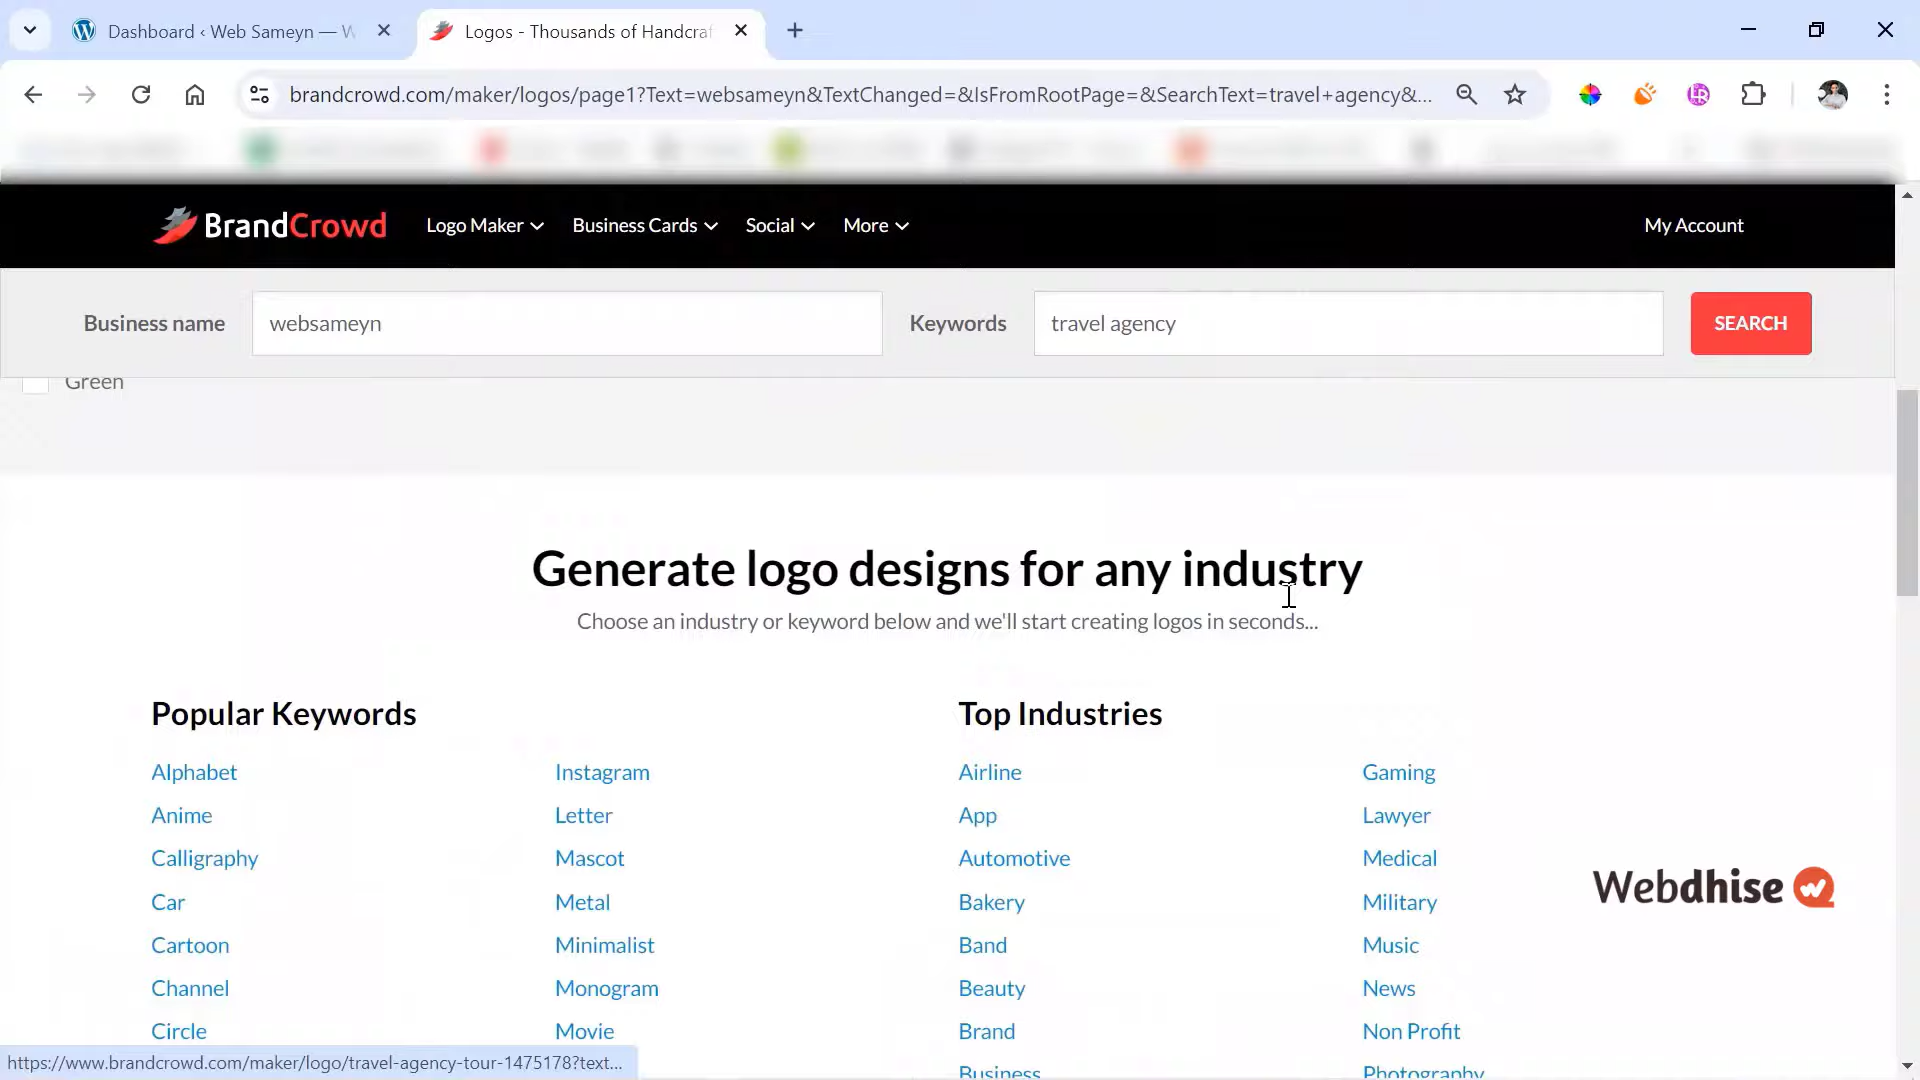 Dashboard ‹ Web Sameyn — W
Logos - Thousands of Handcraf
brandcrowd.com/maker/logos/page1?Text=websameyn&TextChanged=&IsFromRootPage=&SearchText=travel+agency&...
BrandCrowd Logo Maker Business Cards Social More My Account
Business name websameyn Keywords travel agency SEARCH
Green
Generate logo designs for any industry
Choose an industry or keyword below and we'll start creating logos in seconds...
Popular Keywords Top Industries
Alphabet Instagram Airline Gaming
Anime Letter App Lawyer
Calligraphy Mascot Automotive Medical
Webdhise
Car Metal Bakery Military
Cartoon Minimalist Band Music
Channel Monogram Beauty News
Circle Movie Brand Non Profit
Business Photography
https://www.brandcrowd.com/maker/logo/travel-agency-tour-1475178?text...